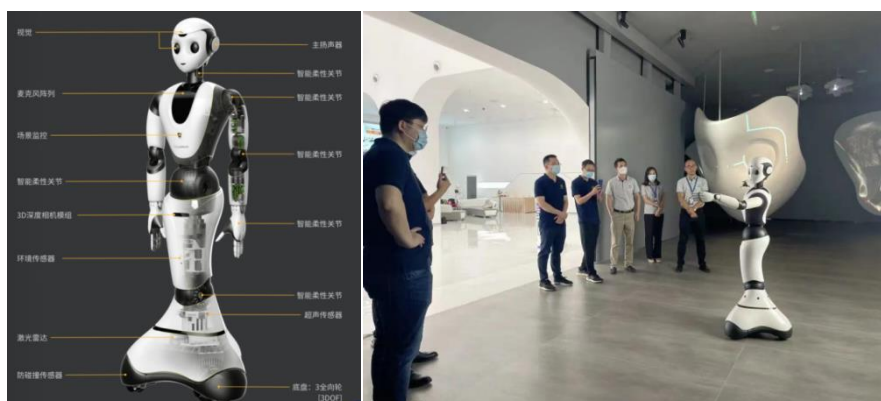 视觉
主扬声器
智能柔性关节
麦克风阵列
智能柔性关节
场景监控
智能柔性关节
智能柔性关节
3D深度相机模组
智能柔性关节
环境传感器
智能柔性关节
超声传感器
激光雷达
防碰撞传感器
底盘：3全向轮
(3DOF)